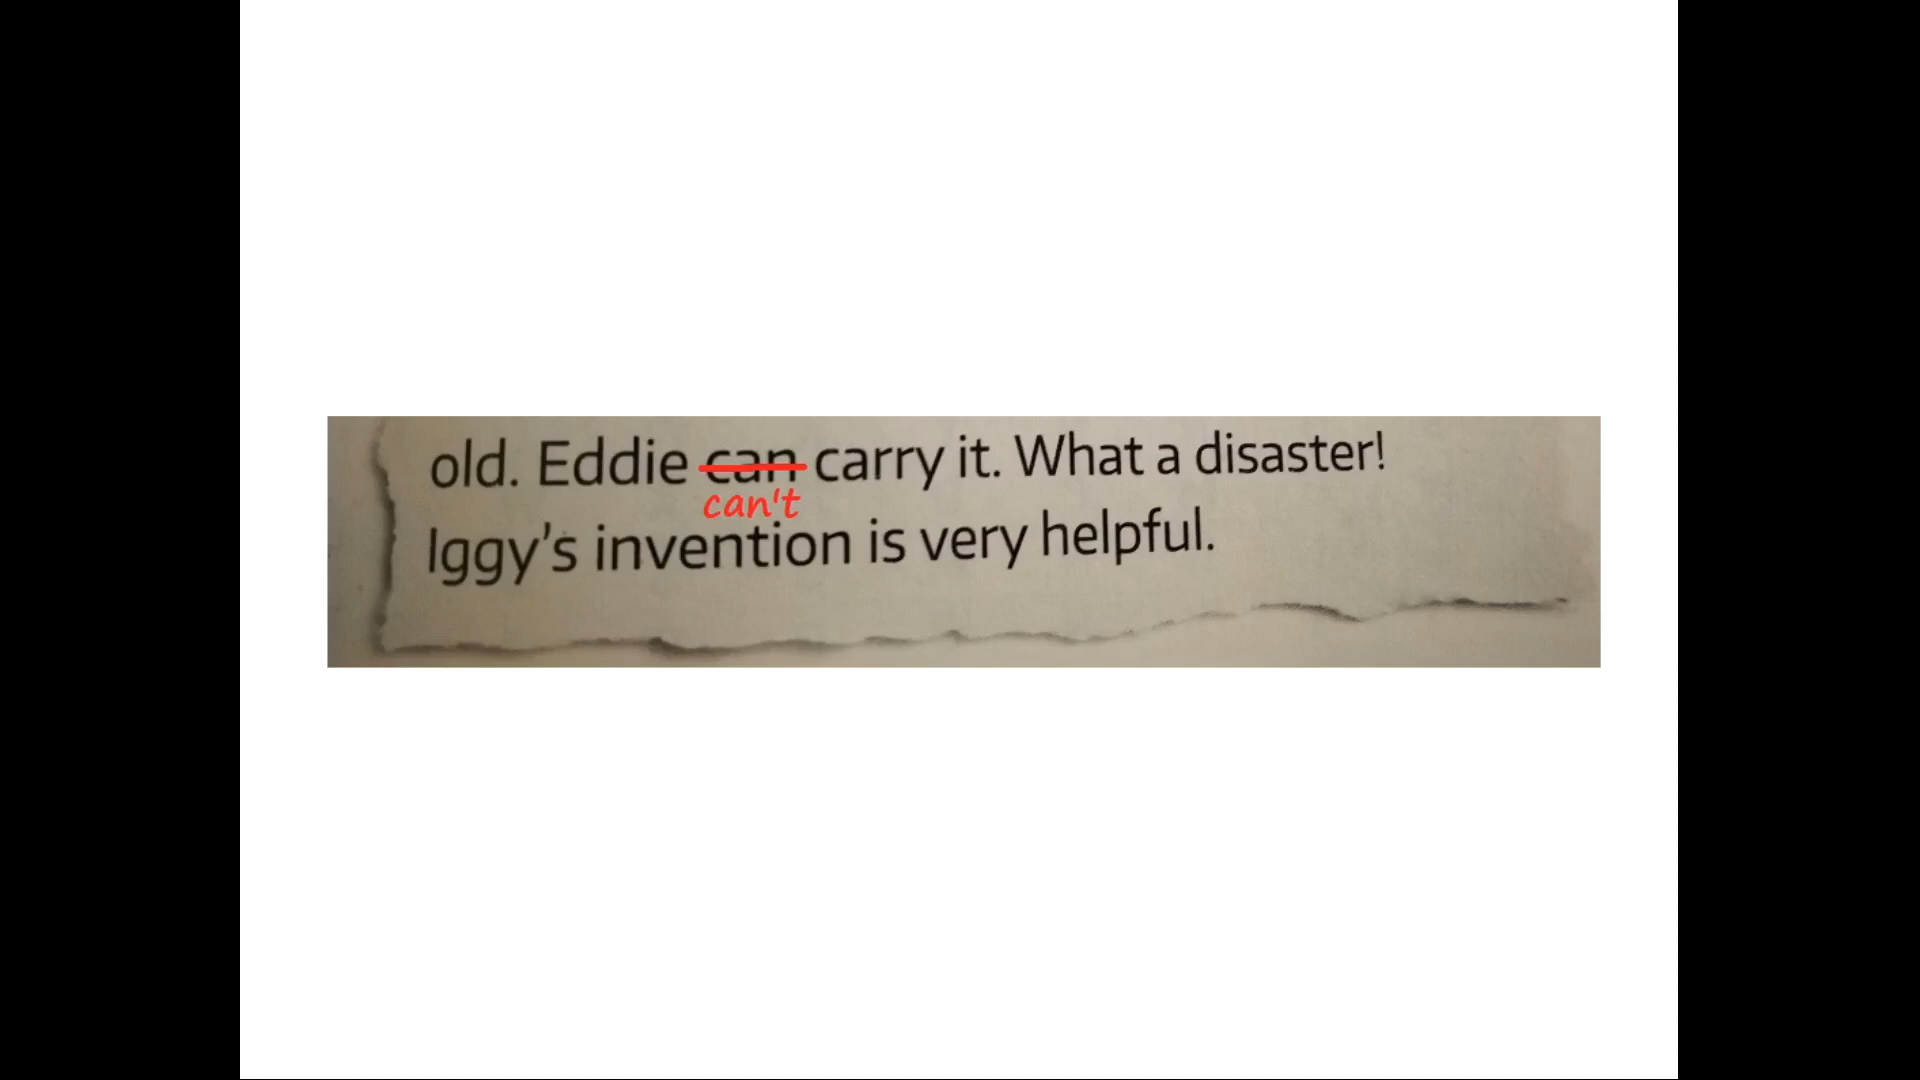 old. Eddie can carry it. What a disaster!
can't
Iggy's invention is very helpful.